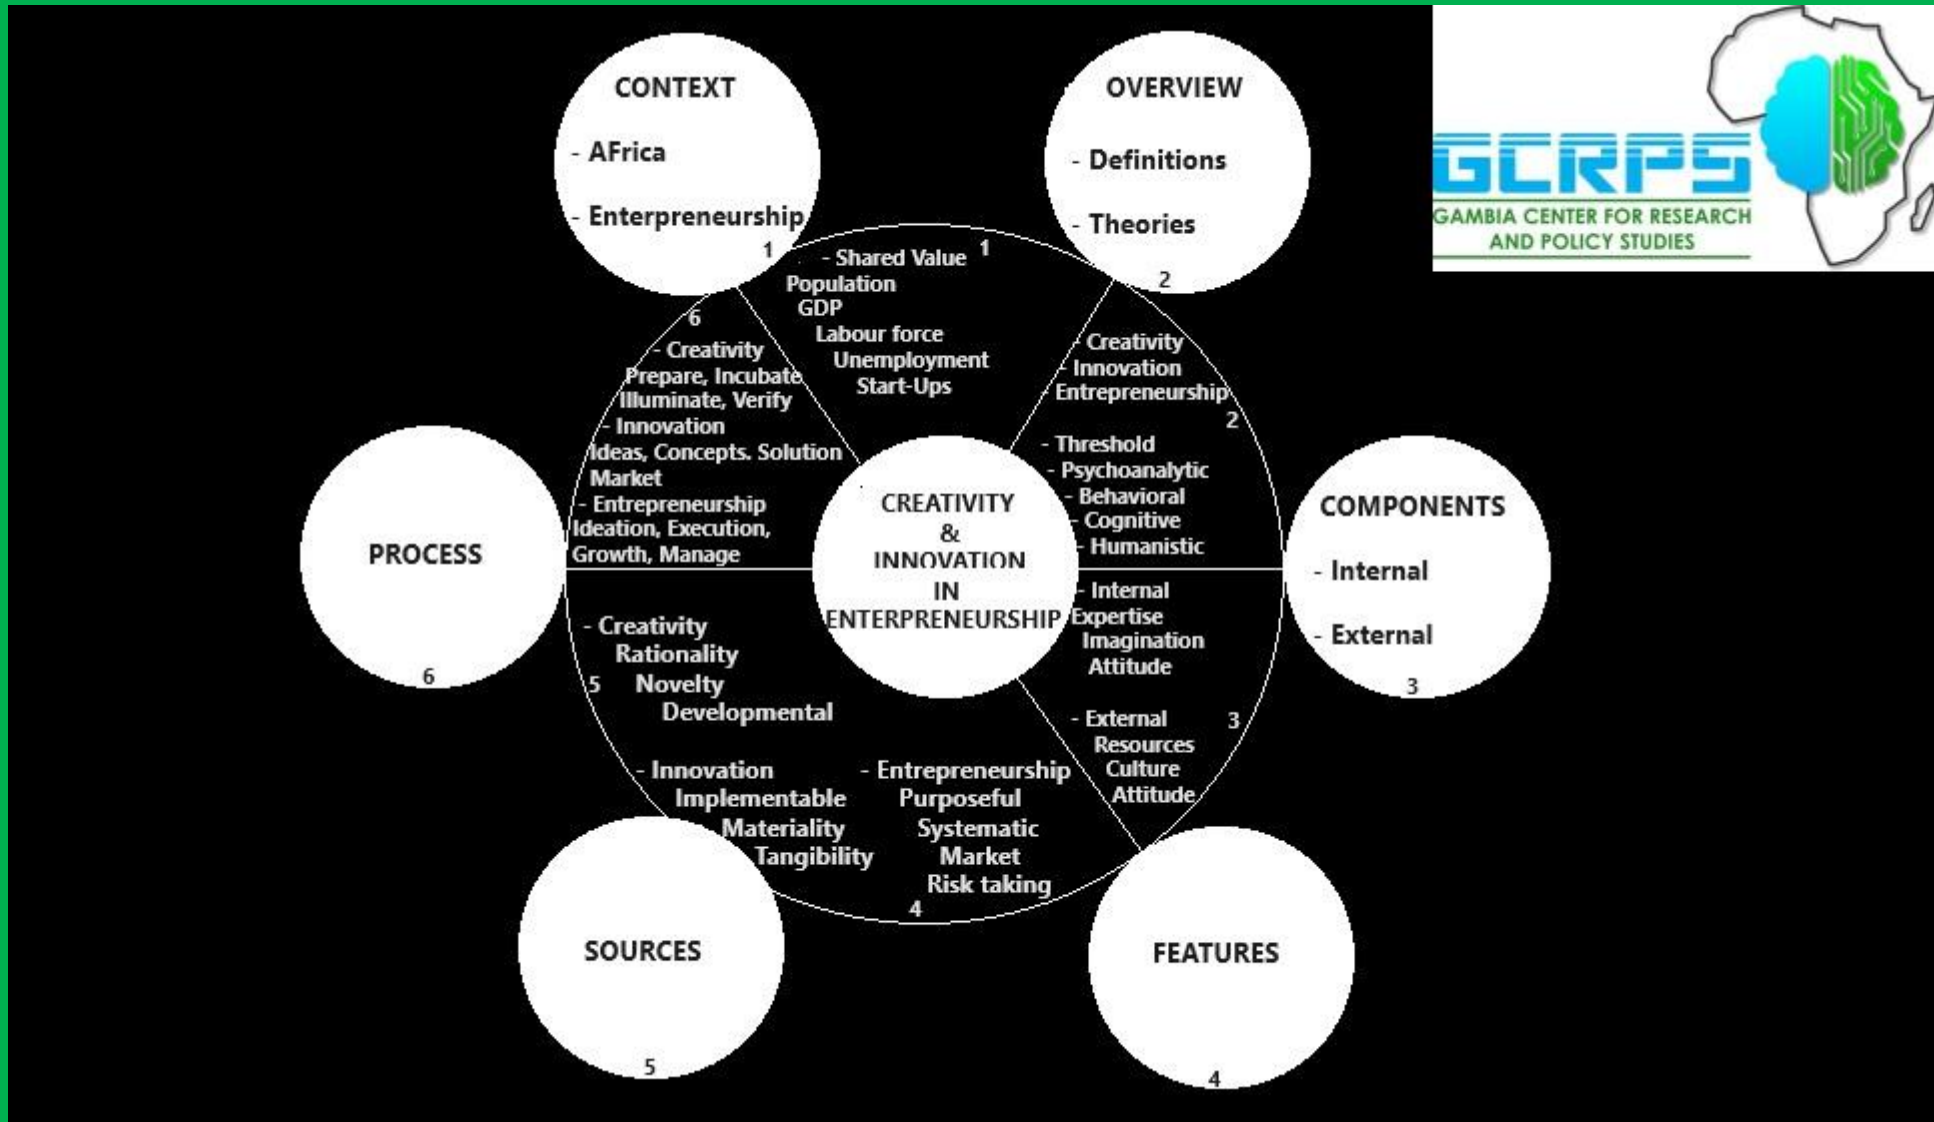 CONTEXT
- AFrica
- Enterpreneurship
1
OVERVIEW
- Definitions
- Theories
2
GCRPS
GAMBIA CENTER FOR RESEARCH
AND POLICY STUDIES
- Shared Value 1
Population
GDP
Labour force
Unemployment
Start-Ups
- Creativity
- Innovation
- Entrepreneurship
2
- Threshold
- Psychoanalytic
- Behavioral
- Cognitive
- Humanistic
COMPONENTS
- Internal
- External
3
- Internal
Expertise
Imagination
Attitude
- External 3
Resources
Culture
Attitude
FEATURES
4
- Entrepreneurship
Purposeful
Systematic
Market
Risk taking
4
- Creativity
Rationality
5 Novelty
Developmental
- Innovation
Implementable
Materiality
Tangibility
SOURCES
5
PROCESS
6
6
- Creativity
Prepare, Incubate
Illuminate, Verify
- Innovation
Ideas, Concepts. Solution
Market
- Entrepreneurship
Ideation, Execution,
Growth, Manage
CREATIVITY
&
INNOVATION
IN
ENTERPRENEURSHIP